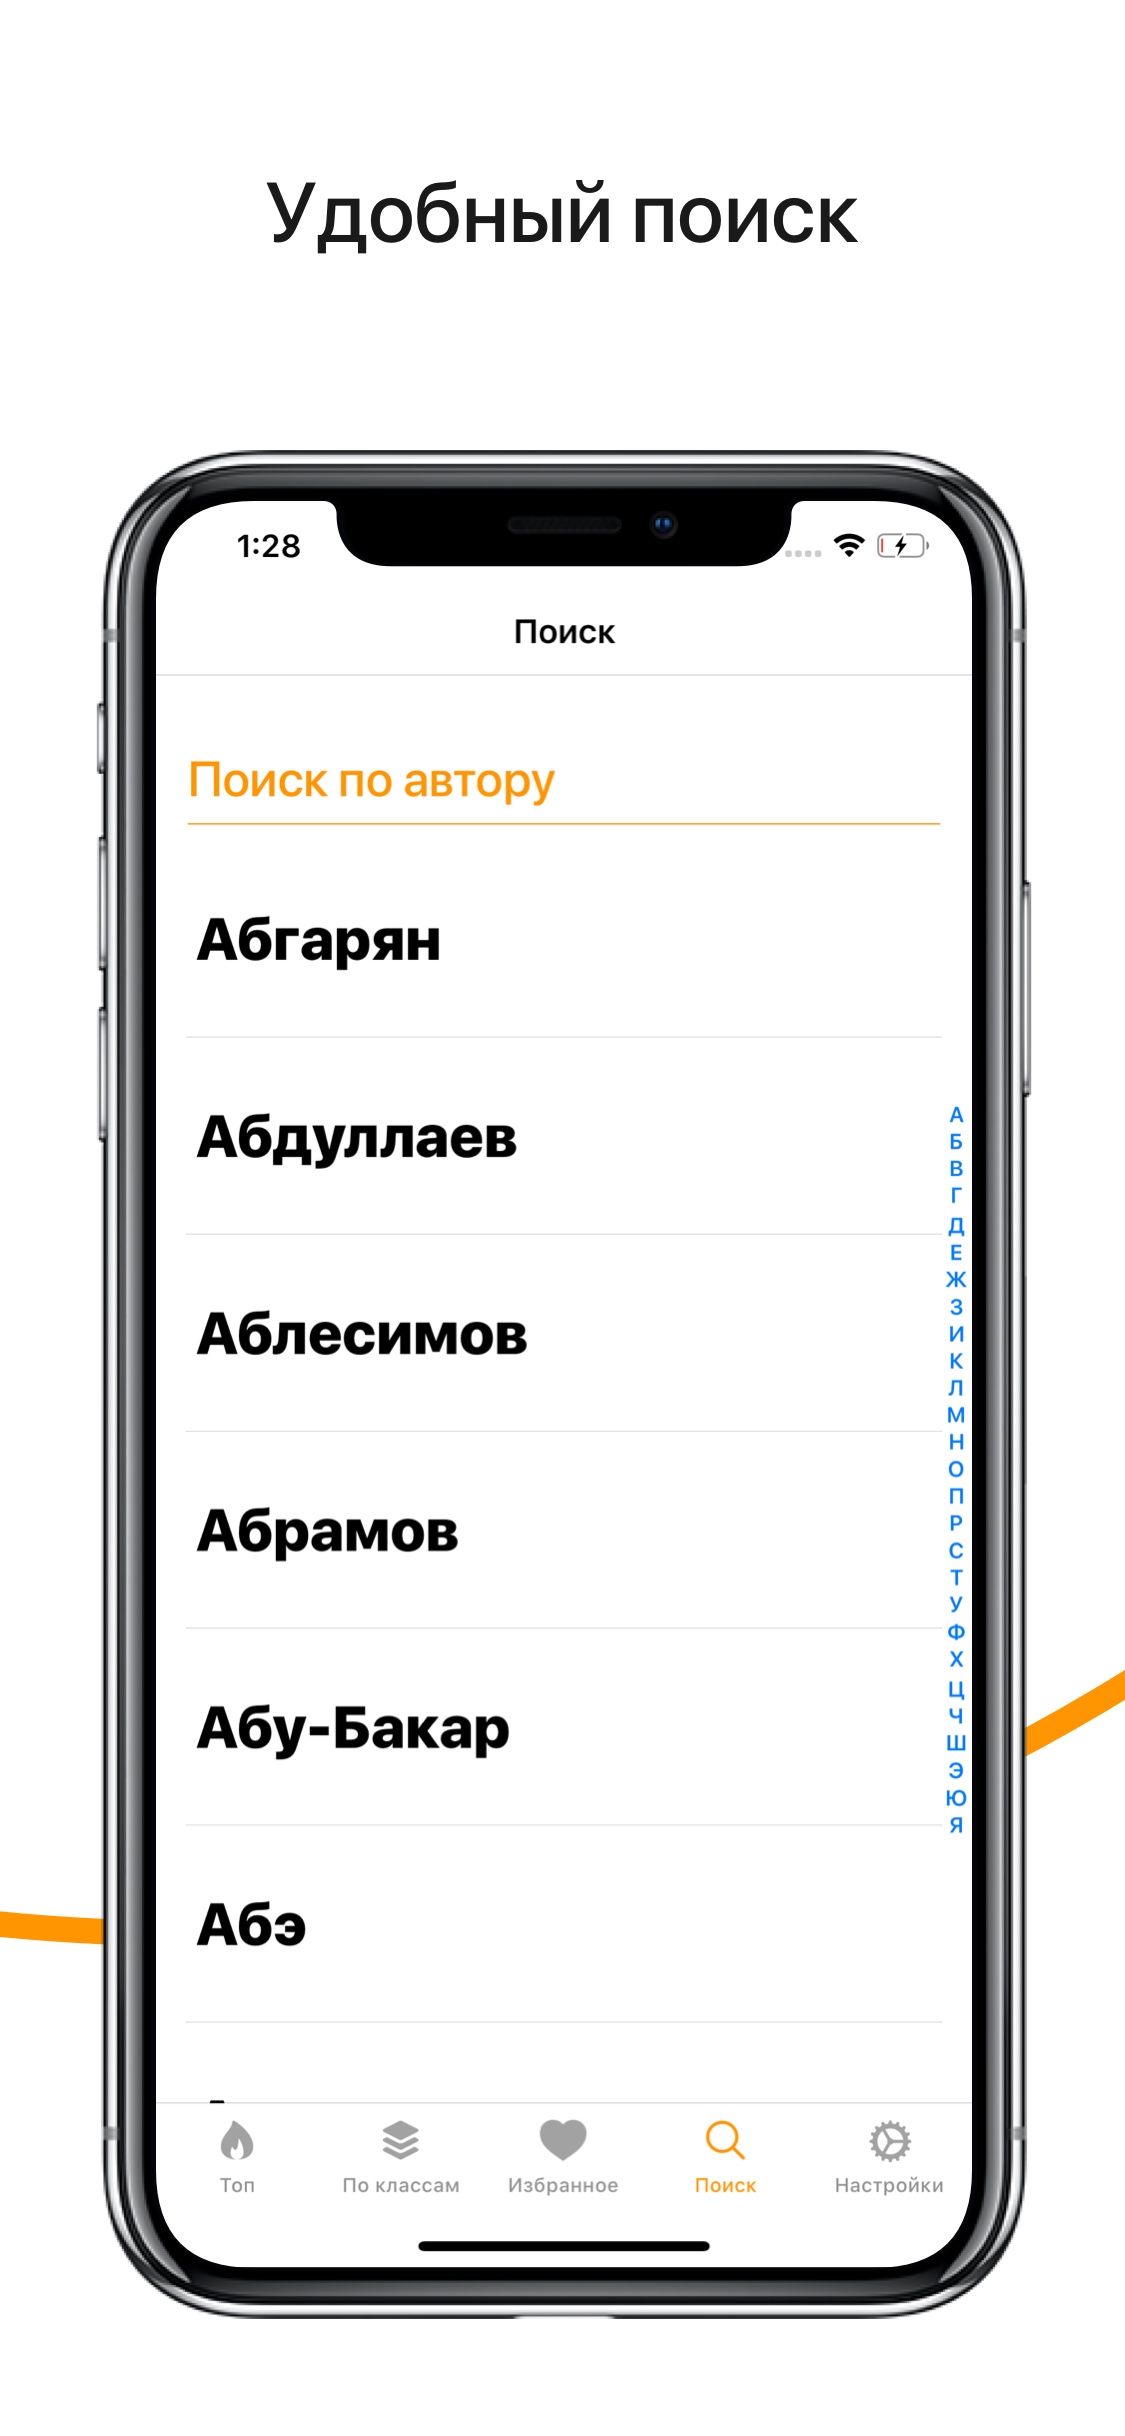 Удобный поиск
1:28
Поиск
Поиск по автору
Абгарян
Абдуллаев
Аблесимов
Абрамов
Абу-Бакар
Абэ
А
Б
В
Г
Д
Е
Ж
З
И
К
Л
М
Н
О
П
Р
С
Т
У
Ф
Х
Ц
Ч
Ш
Э
Ю
Я
Топ
По классам
Избранное
Поиск
Настройки